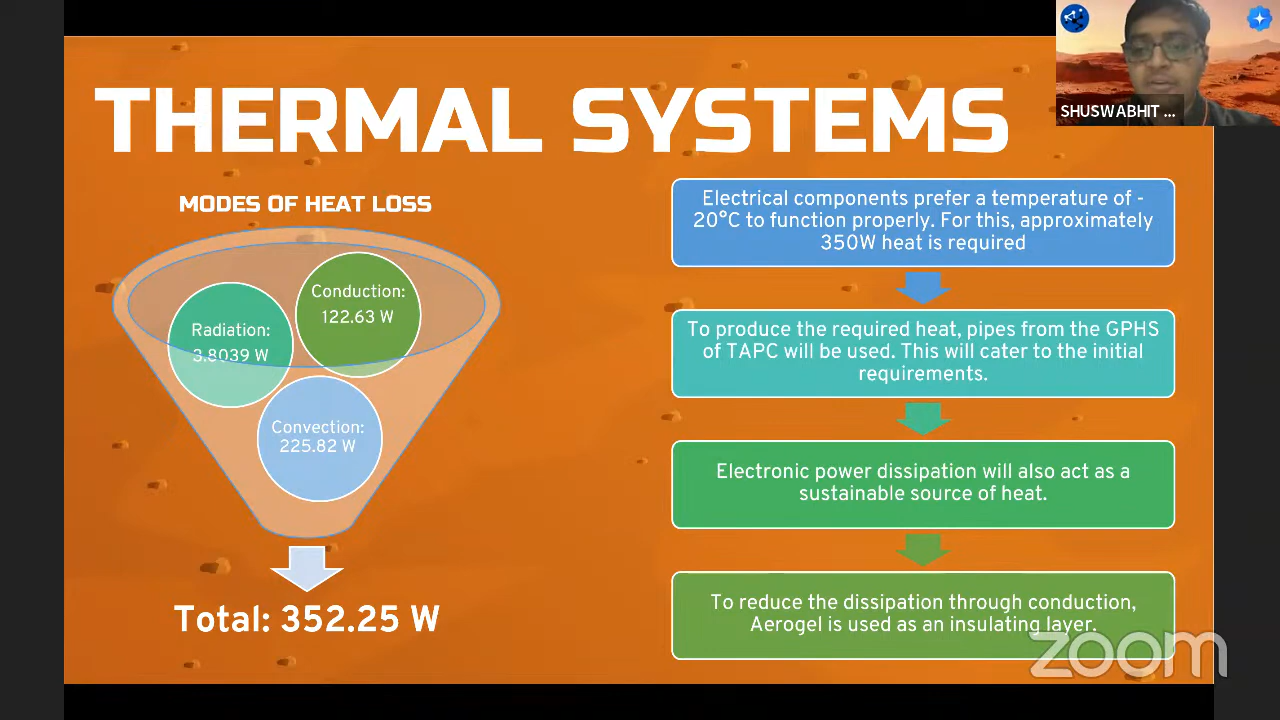 THERMAL SYSTEMS
SHUSWABHIT ...
MODES OF HEAT LOSS
Radiation:
3.8039 W
Conduction:
122.63 W
Convection:
225.82 W
Total: 352.25 W
Electrical components prefer a temperature of -
20°C to function properly. For this, approximately
350W heat is required
To produce the required heat, pipes from the GPHS
of TAPC will be used. This will cater to the initial
requirements.
Electronic power dissipation will also act as a
sustainable source of heat.
To reduce the dissipation through conduction,
Aerogel is used as an insulating layer.
zoom